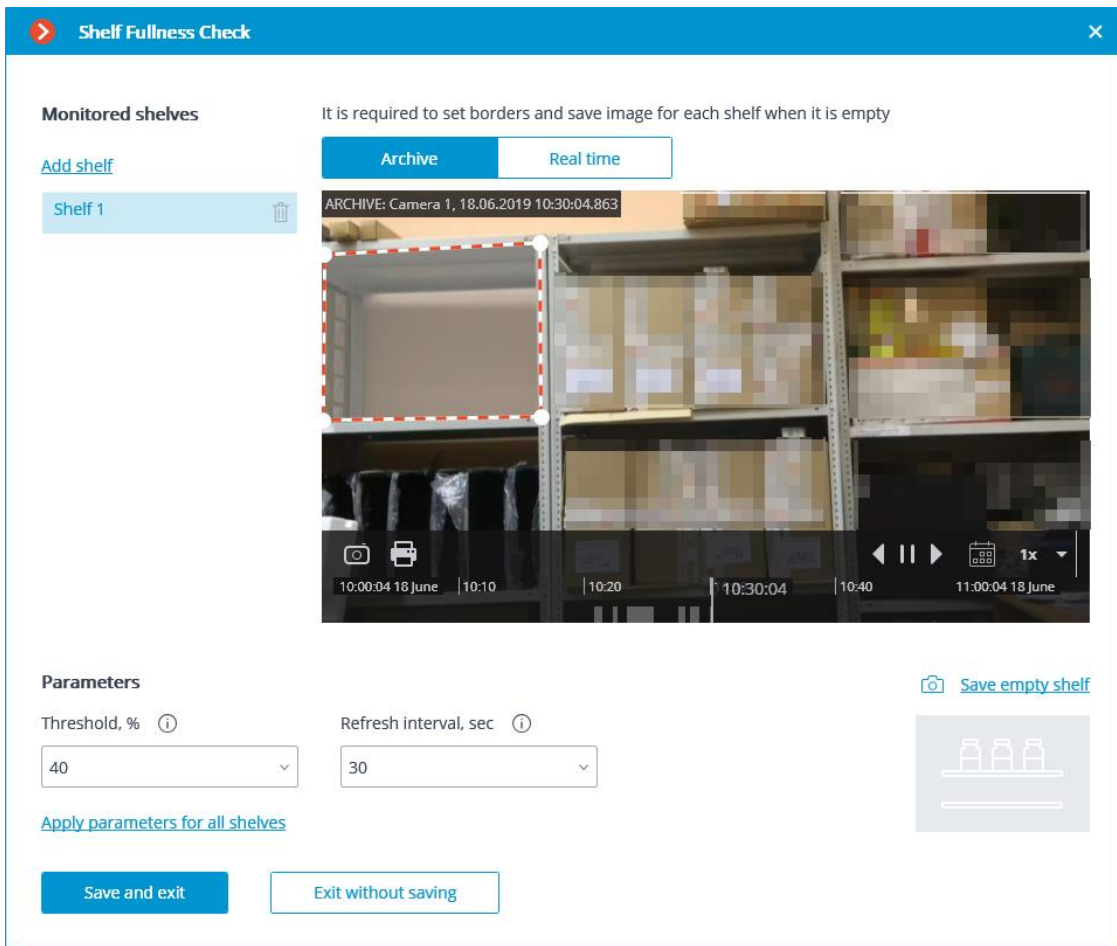 Shelf Fullness Check
Monitored shelves
It is required to set borders and save image for each shelf when it is empty
Add shelf
Archive
Real time
Shelf 1
ARCHIVE: Camera 1, 18.06.2019 10:30:04.863
1x
10:00:04 18 June
10:10
10:20
10:30:04
10:40
11:00:04 18 June
Parameters
Save empty shelf
Threshold, %
Refresh interval, sec
40
30
Apply parameters for all shelves
Save and exit
Exit without saving